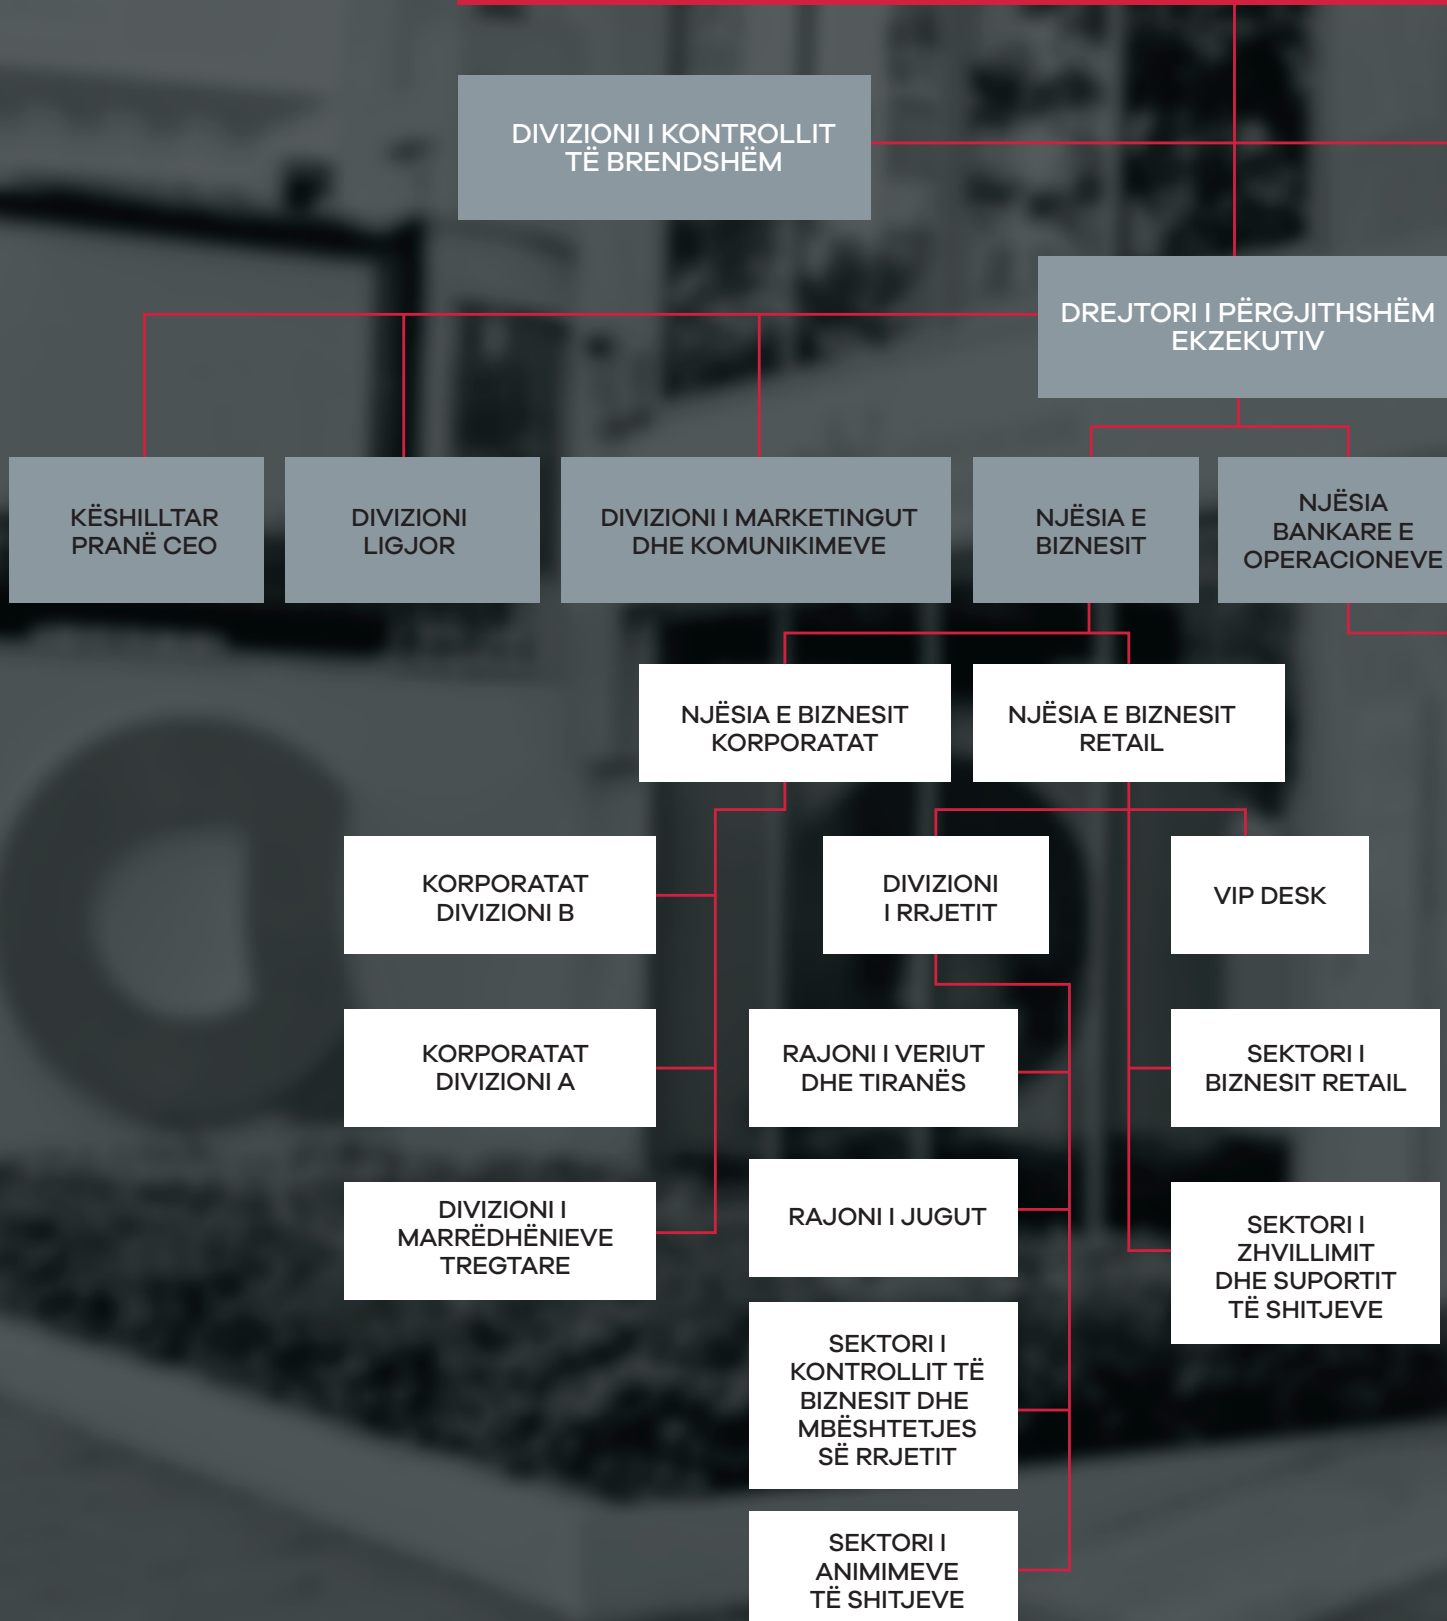 DIVIZIONI I KONTROLLIT
TË BRENDSHËM
DREJTORI I PËRGJITHSHËM
EKZEKUTIV
KËSHILLTAR
PRANË CEO
DIVIZIONI
LIGJOR
DIVIZIONI I MARKETINGUT
DHE KOMUNIKIMEVE
NJËSIA E
BIZNESIT
NJËSIA
BANKARE E
OPERACIONEVE
NJËSIA E BIZNESIT
KORPORATAT
NJËSIA E BIZNESIT
RETAIL
KORPORATAT
DIVIZIONI B
DIVIZIONI
I RRJETIT
VIP DESK
KORPORATAT
DIVIZIONI A
RAJONI I VERIUT
DHE TIRANËS
SEKTORI I
BIZNESIT RETAIL
DIVIZIONI I
MARRËDHËNIEVE
TREGTARE
RAJONI I JUGUT
SEKTORI I
ZHVILLIMIT
DHE SUPORTIT
TË SHITJEVE
SEKTORI I
KONTROLLIT TË
BIZNESIT DHE
MBËSHTETJES
SË RRJETIT
SEKTORI I
ANIMIMEVE
TË SHITJEVE